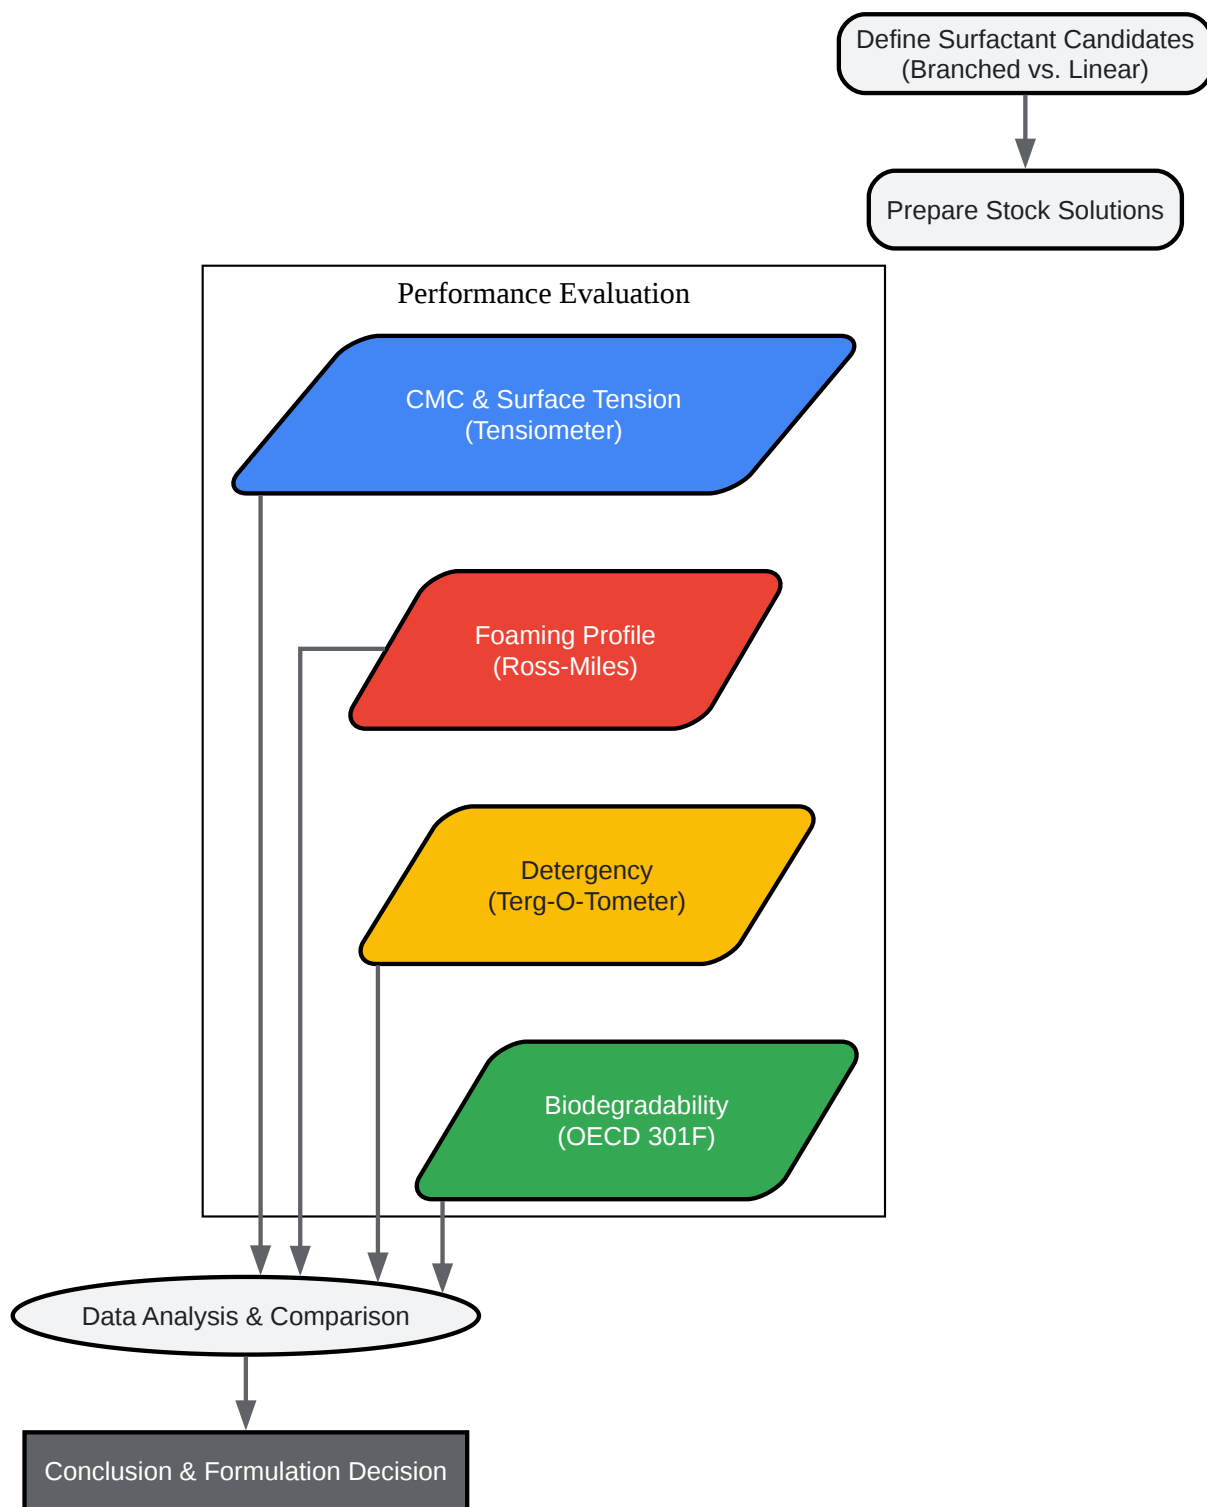 Define Surfactant Candidates
(Branched vs. Linear)
Prepare Stock Solutions
Performance Evaluation
CMC & Surface Tension
(Tensiometer)
Foaming Profile
(Ross-Miles)
Detergency
(Terg-O-Tometer)
Biodegradability
(OECD 301F)
Data Analysis & Comparison
Conclusion & Formulation Decision